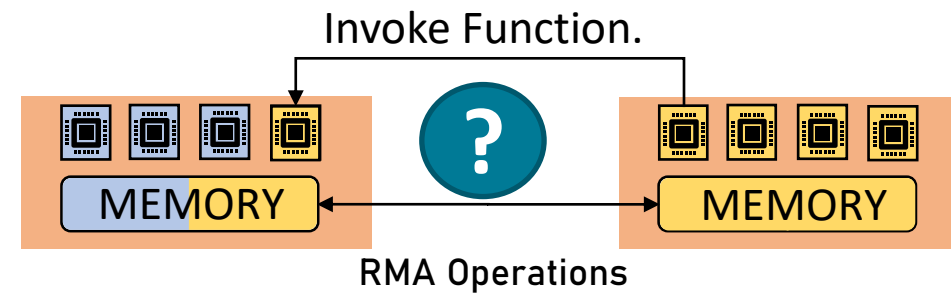 Invoke Function.
?
MEMORY
MEMORY
RMA Operations